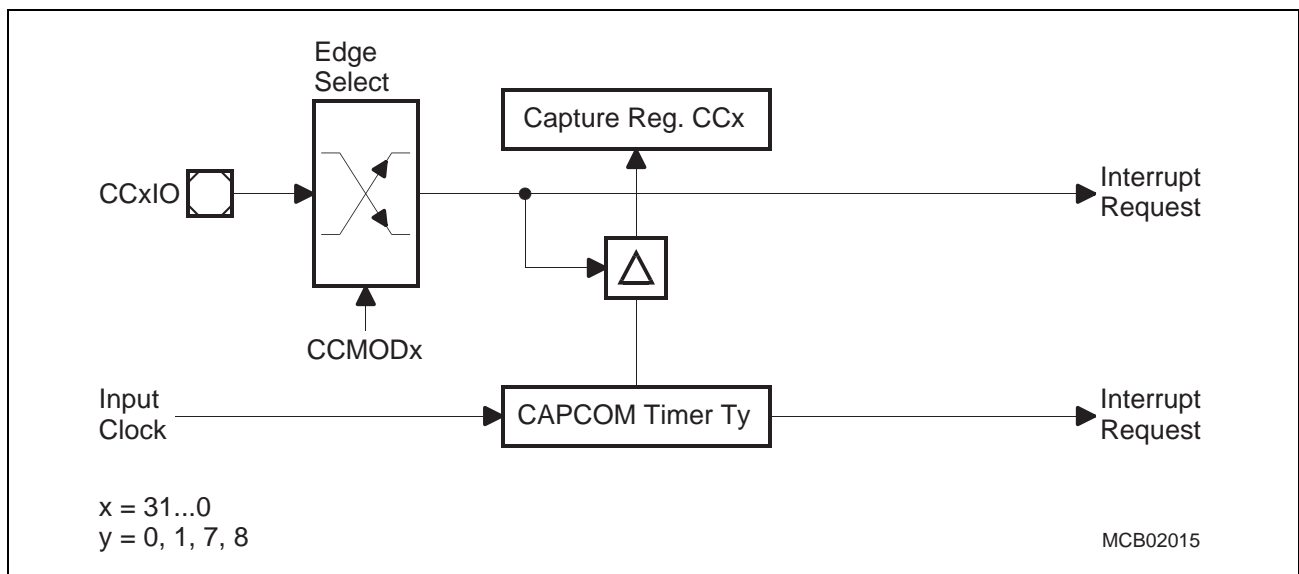 Edge
Select
Capture Reg. CCx
CCxIO
Interrupt
Request
CCMODx
Input
Clock
CAPCOM Timer Ty
Interrupt
Request
x = 31...0
y = 0, 1, 7, 8
MCB02015